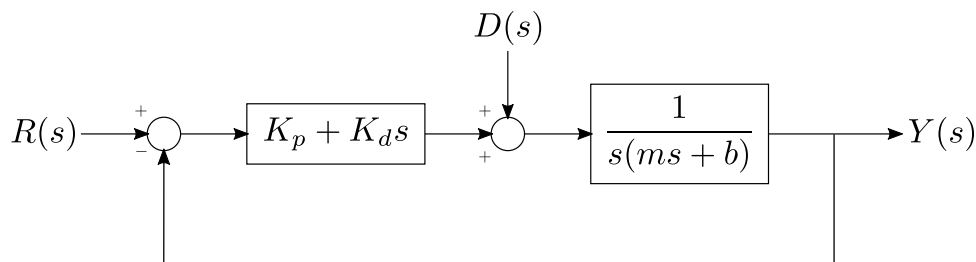 D(s)
R(s)
+
−
K_p + K_d s
+
+
1
s(ms + b)
Y(s)